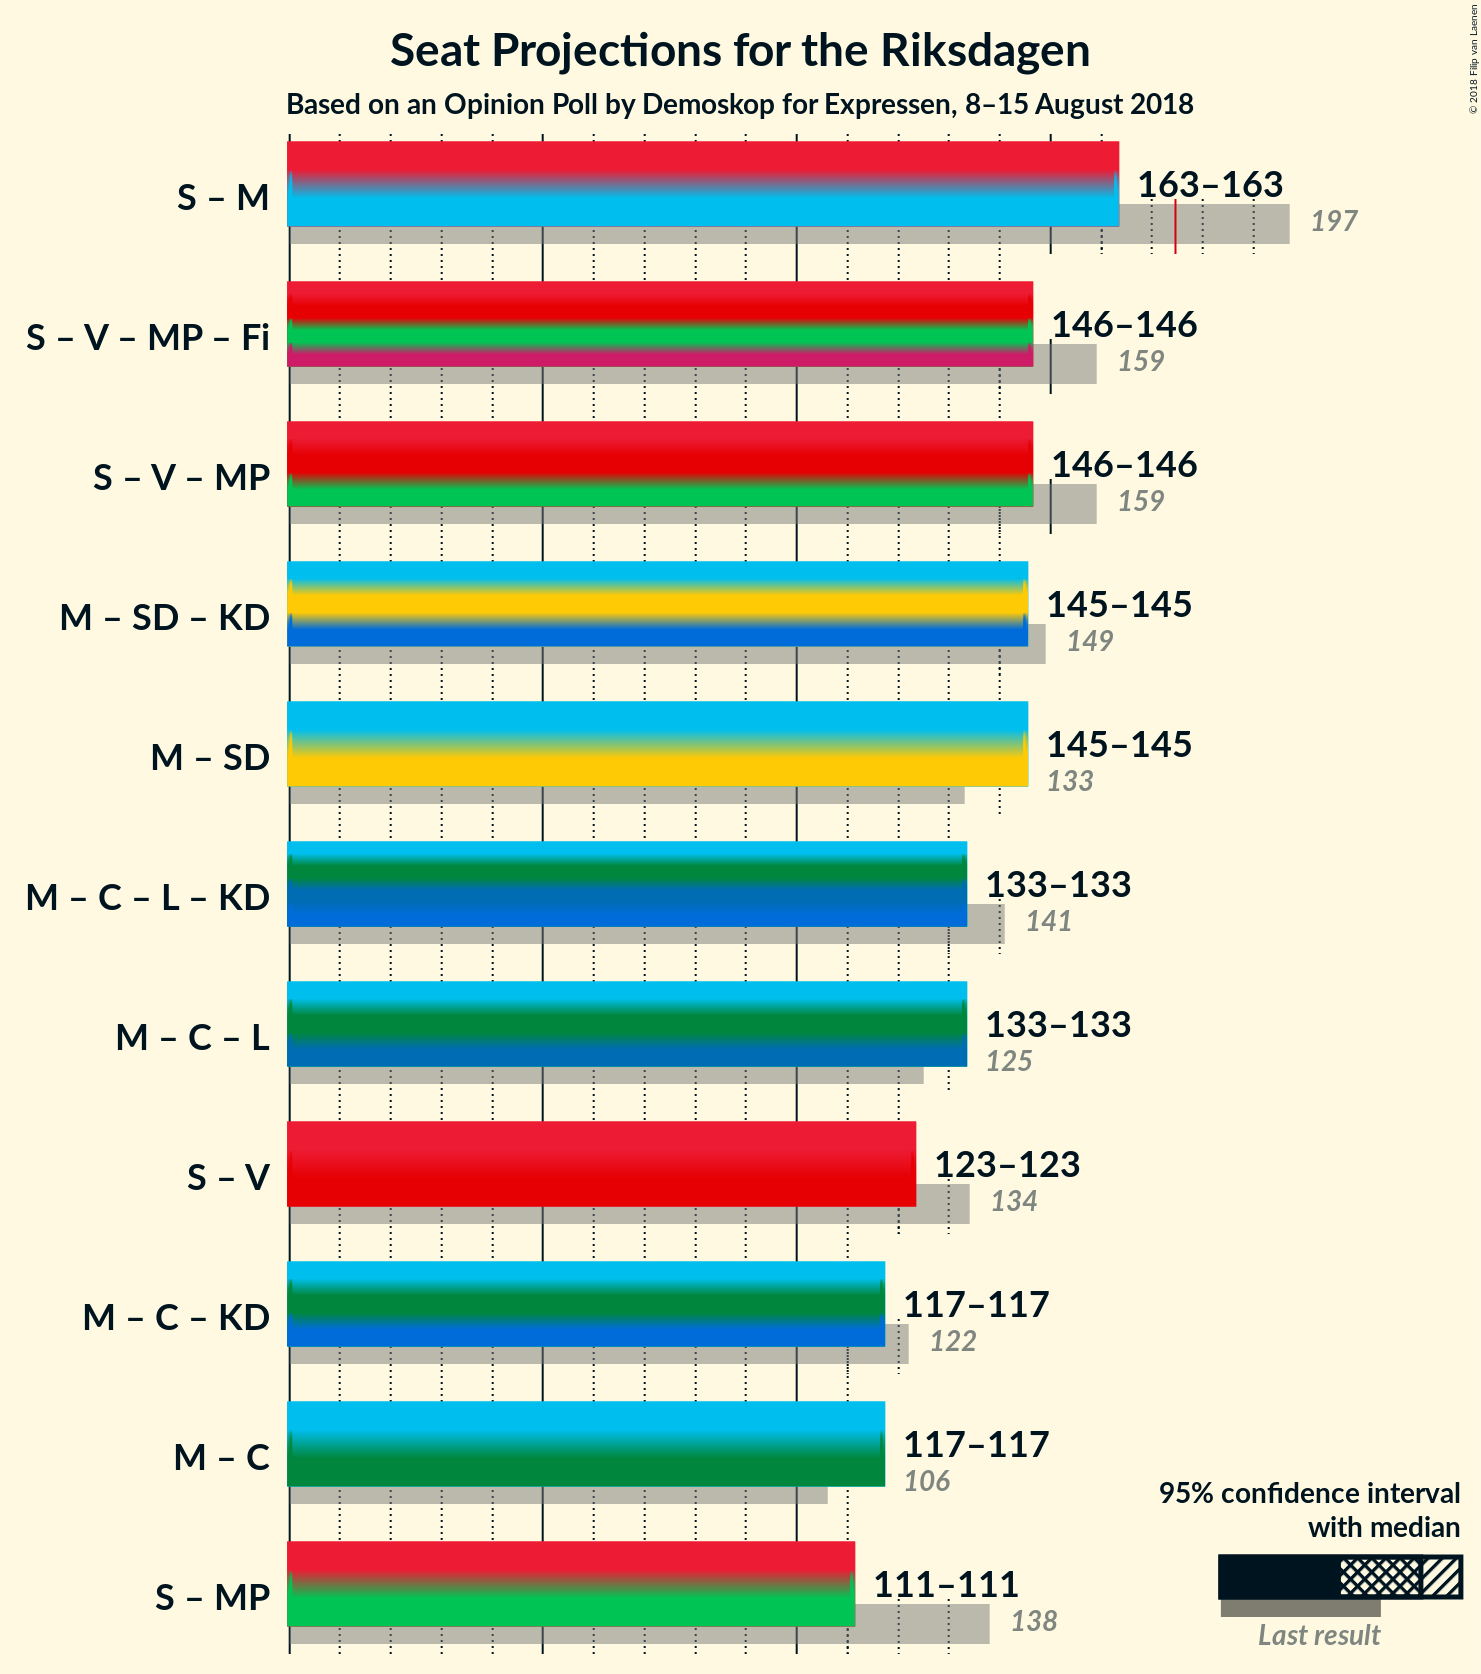 Seat Projections for the Riksdagen
Based on an Opinion Poll by Demoskop for Expressen, 8–15 August 2018
© 2018 Filip van Laenen
S – M
163–163
197
S – V – MP – Fi
146–146
159
S – V – MP
146–146
159
M – SD – KD
145–145
149
M – SD
145–145
133
M – C – L – KD
133–133
141
M – C – L
133–133
125
S – V
123–123
134
M – C – KD
117–117
122
M – C
117–117
106
S – MP
111–111
138
95% confidence interval
with median
Last result